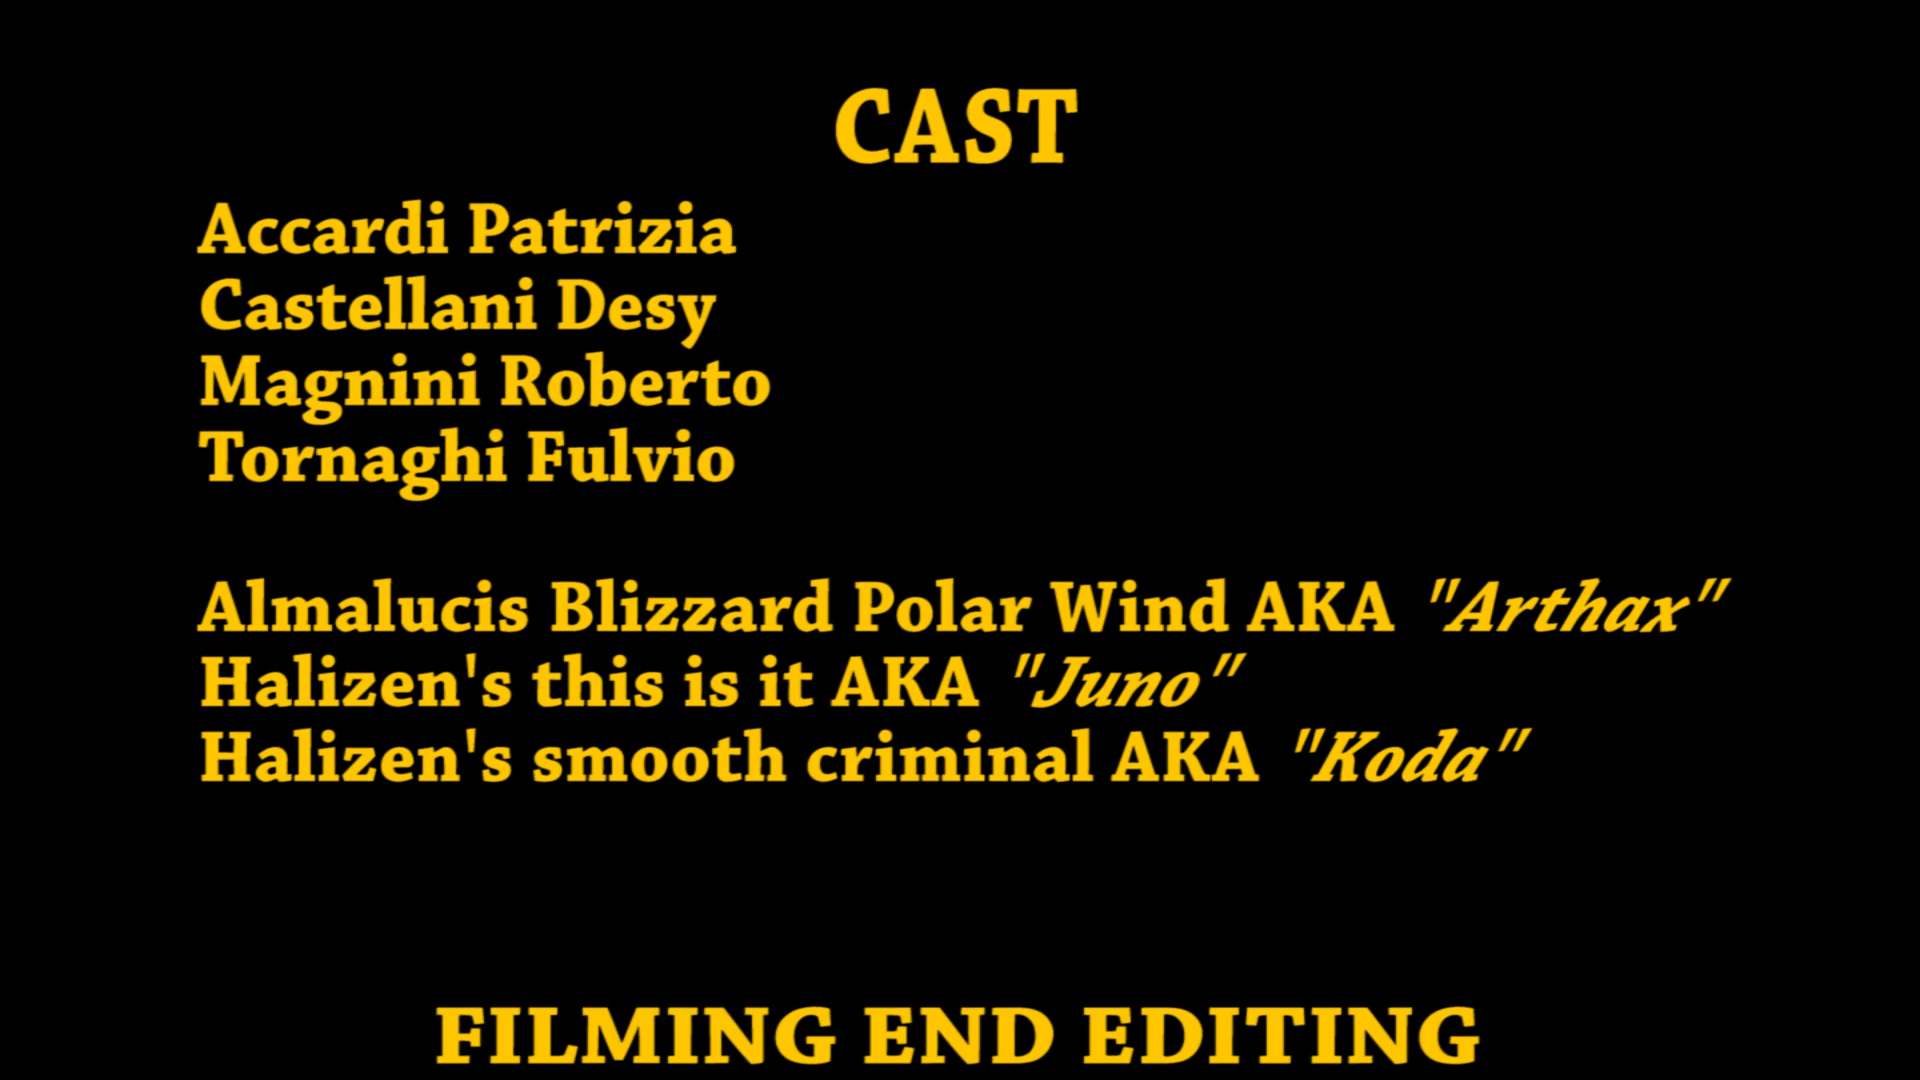 CAST
Accardi Patrizia
Castellani Desy
Magnini Roberto
Tornaghi Fulvio
Almalucis Blizzard Polar Wind AKA "Arthax"
Halizen's this is it AKA "Juno"
Halizen's smooth criminal AKA "Koda"
FILMING END EDITING